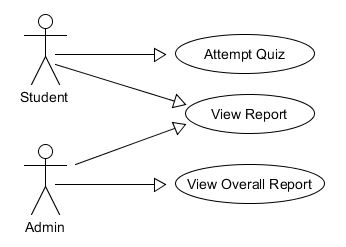 Attempt Quiz
Student
View Report
View Overall Report
Admin